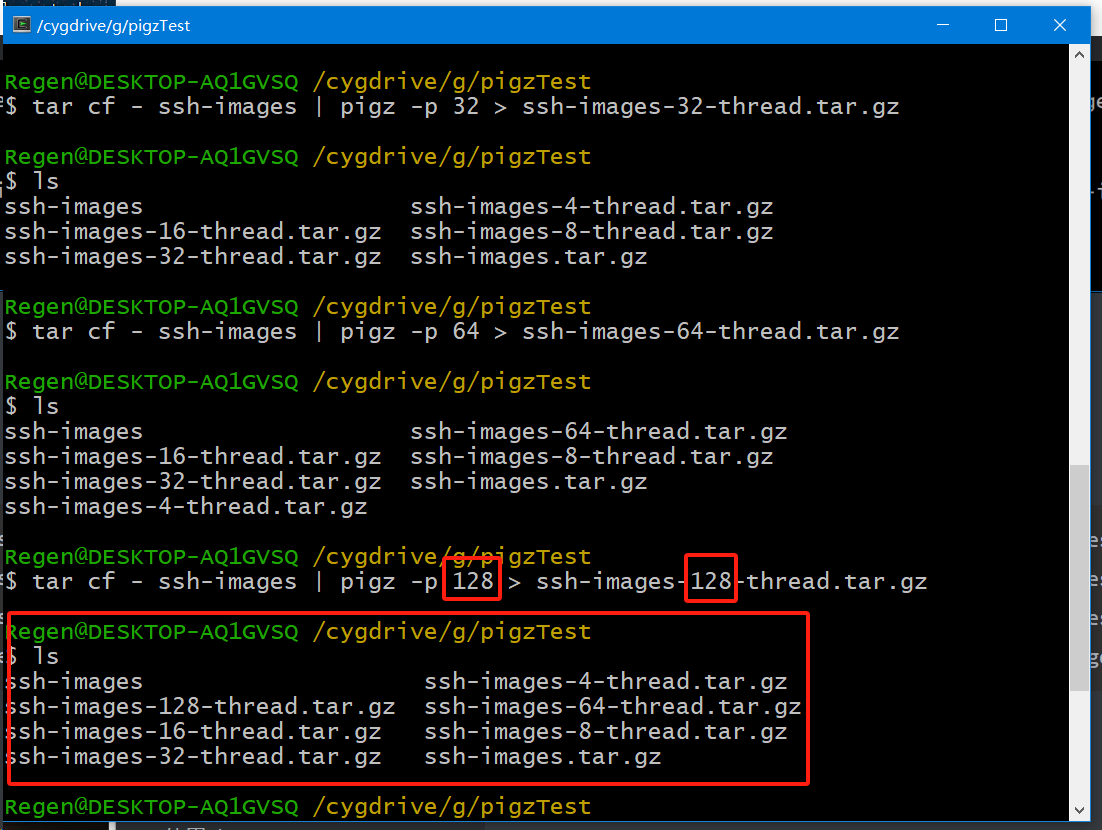 /cygdrive/g/pigzTest
Regen@DESKTOP-AQ1GVSQ /cygdrive/g/pigzTest
$ tar cf - ssh-images | pigz -p 32 > ssh-images-32-thread.tar.gz
Regen@DESKTOP-AQ1GVSQ /cygdrive/g/pigzTest
$ ls
ssh-images ssh-images-4-thread.tar.gz
ssh-images-16-thread.tar.gz ssh-images-8-thread.tar.gz
ssh-images-32-thread.tar.gz ssh-images.tar.gz
Regen@DESKTOP-AQ1GVSQ /cygdrive/g/pigzTest
$ tar cf - ssh-images | pigz -p 64 > ssh-images-64-thread.tar.gz
Regen@DESKTOP-AQ1GVSQ /cygdrive/g/pigzTest
$ ls
ssh-images ssh-images-64-thread.tar.gz
ssh-images-16-thread.tar.gz ssh-images-8-thread.tar.gz
ssh-images-32-thread.tar.gz ssh-images.tar.gz
ssh-images-4-thread.tar.gz
Regen@DESKTOP-AQ1GVSQ /cygdrive/g/pigzTest
$ tar cf - ssh-images | pigz -p 128 > ssh-images-128-thread.tar.gz
Regen@DESKTOP-AQ1GVSQ /cygdrive/g/pigzTest
$ ls
ssh-images ssh-images-4-thread.tar.gz
ssh-images-128-thread.tar.gz ssh-images-64-thread.tar.gz
ssh-images-16-thread.tar.gz ssh-images-8-thread.tar.gz
ssh-images-32-thread.tar.gz ssh-images.tar.gz
Regen@DESKTOP-AQ1GVSQ /cygdrive/g/pigzTest